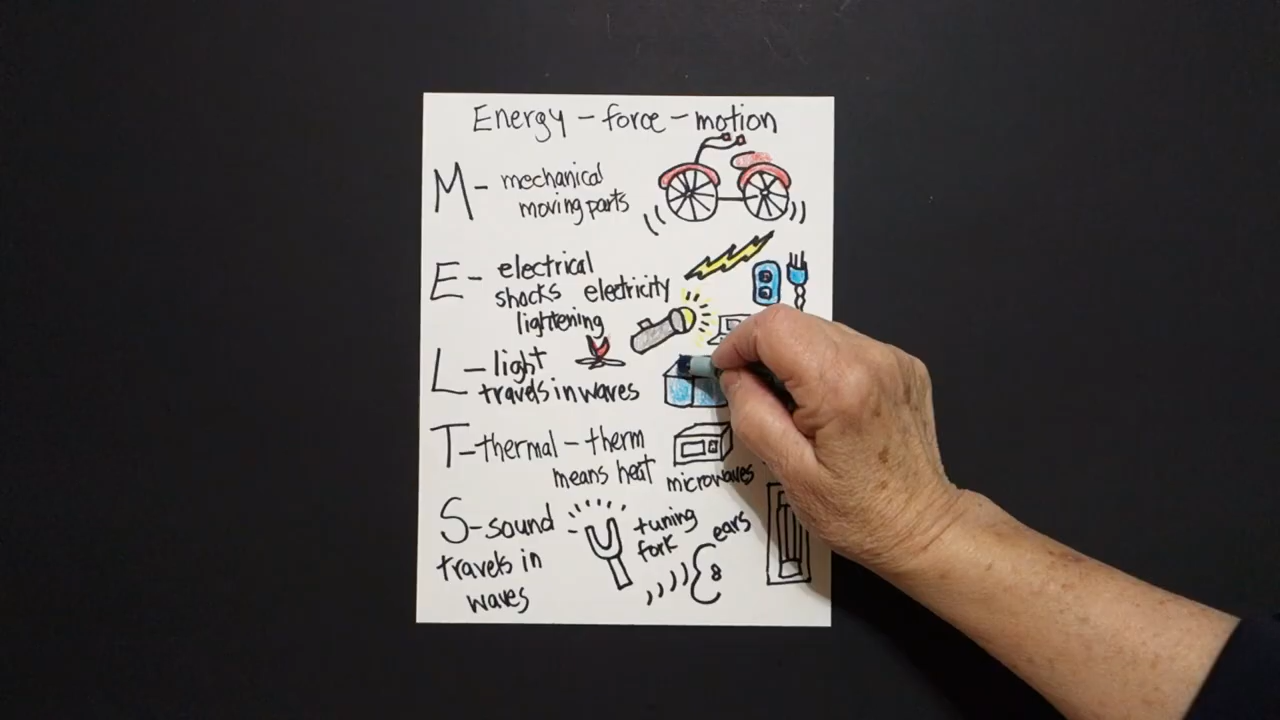 Energy - force - motion
M - mechanical
moving parts
E - electrical
shocks electricity
lightening
L - light
travels in waves
T - thermal - therm
means heat
microwaves
S - sound
travels in
waves
tuning
fork
ears